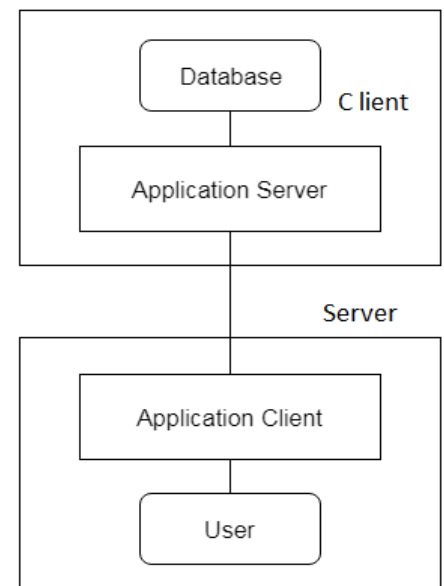 Database
C lient
Application Server
Server
Application Client
User